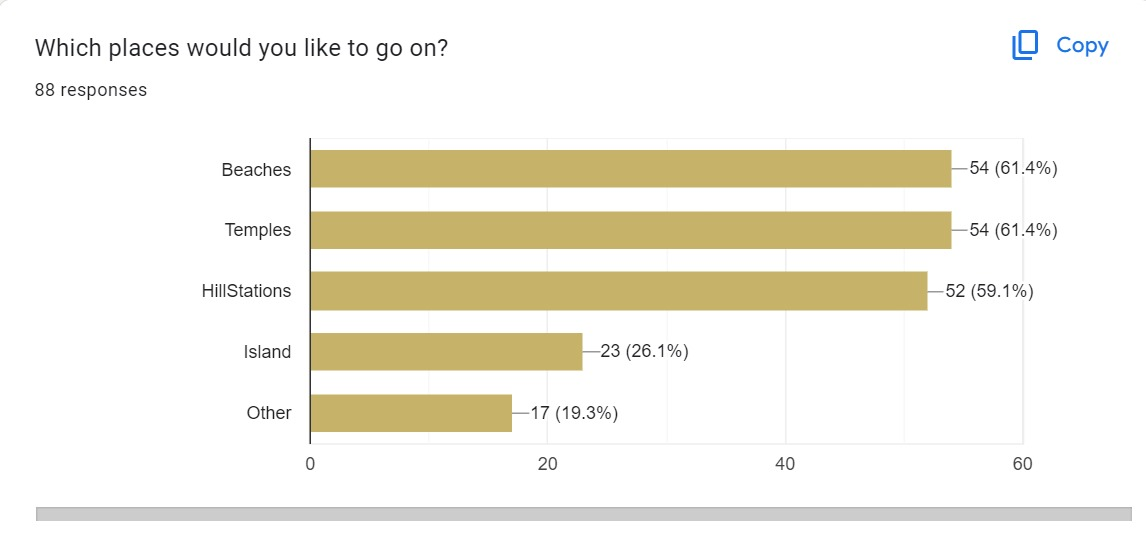 Which places would you like to go on?
Copy
88 responses
Beaches
54 (61.4%)
Temples
54 (61.4%)
HillStations
52 (59.1%)
Island
23 (26.1%)
Other
17 (19.3%)
0
20
40
60